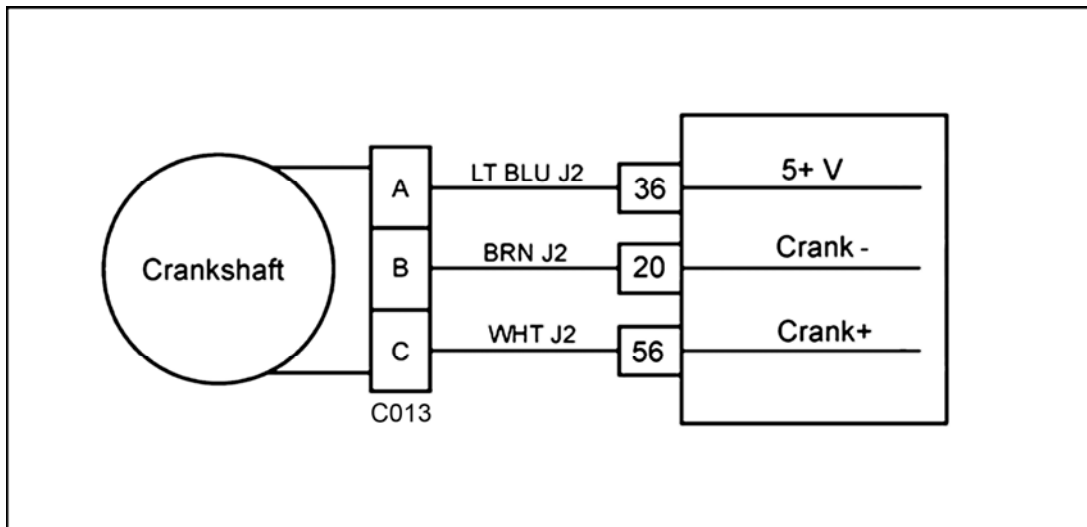 A LT BLU J2 36 5+ V
Crankshaft B BRN J2 20 Crank -
C WHT J2 56 Crank+
C013